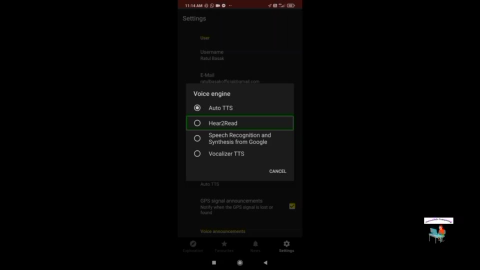 11:14 AM
Settings
User
Username
E Mail
Voice engine
Auto TTS
Hear2Read
Speech Recognition and
Synthesis from Google
Vocalizer TTS
CANCEL
Auto TTS
GPS signal announcements
Notify when the GPS signal is lost or
found
Voice announcements
Settings